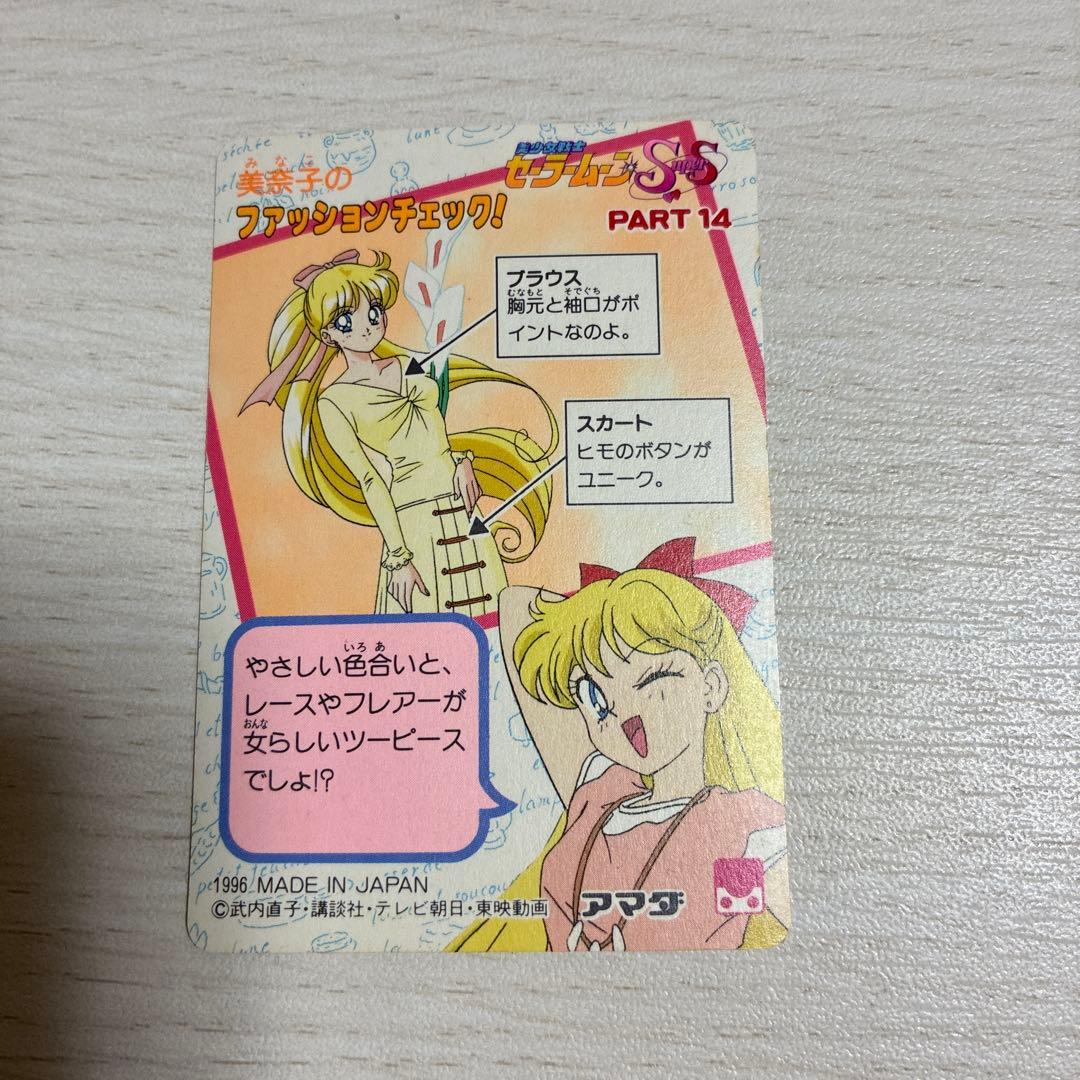 美奈子の
みなこ
ファッションチェック!
美少女戦士
セーラームーン SuperS
PART 14
ブラウス
むなもと そでぐち
胸元と袖口がポ
イントなのよ。
スカート
ヒモのボタンが
ユニーク。
いろ あ
やさしい色合いと、
レースやフレアーが
おんな
女らしいツーピース
でしょ!?
1996 MADE IN JAPAN
©武内直子・講談社・テレビ朝日・東映動画
アマダ